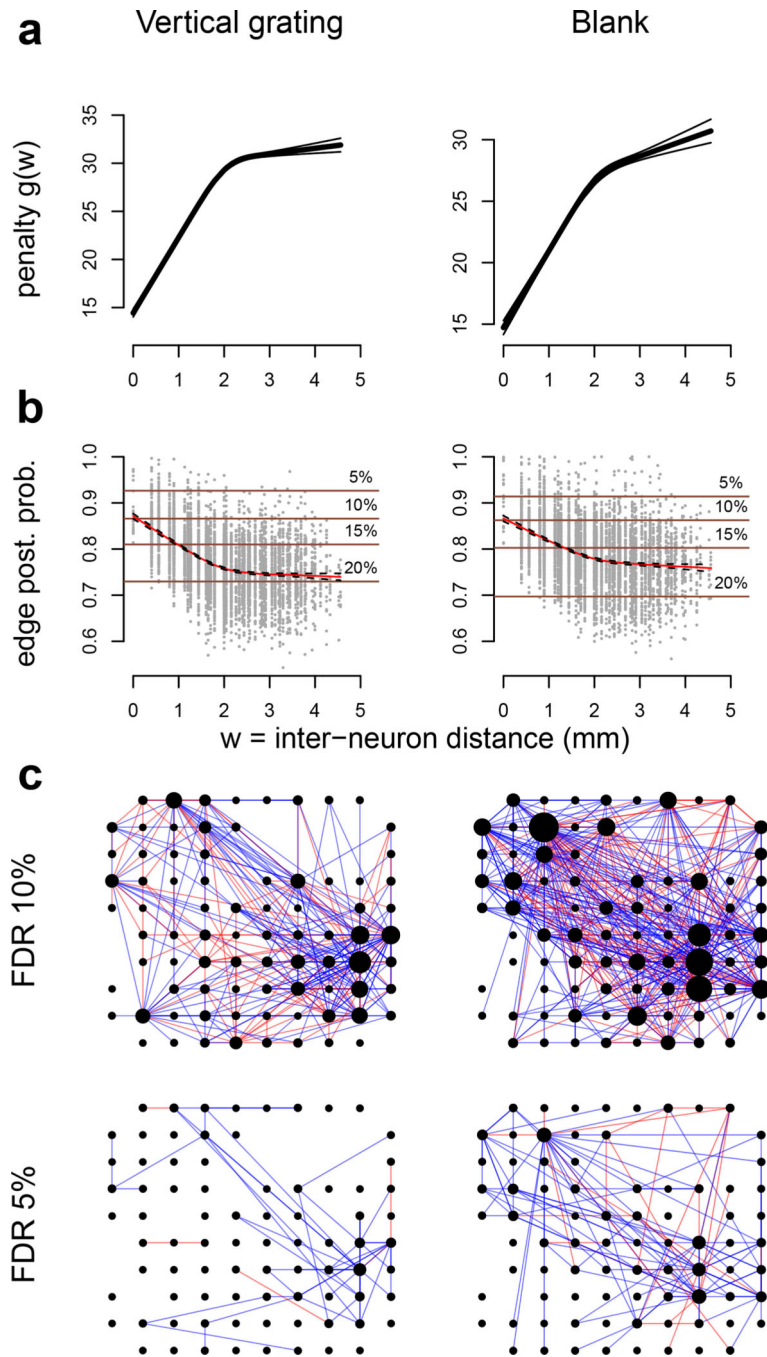 a
Vertical grating
Blank
penalty g(w)
35
30
25
20
15
0 1 2 3 4 5
30
25
20
15
0 1 2 3 4 5
b
edge post. prob.
1.0
0.9
0.8
0.7
0.6
5%
10%
15%
20%
0 1 2 3 4 5
1.0
0.9
0.8
0.7
0.6
5%
10%
15%
20%
0 1 2 3 4 5
w = inter−neuron distance (mm)
c
FDR 10%
FDR 5%